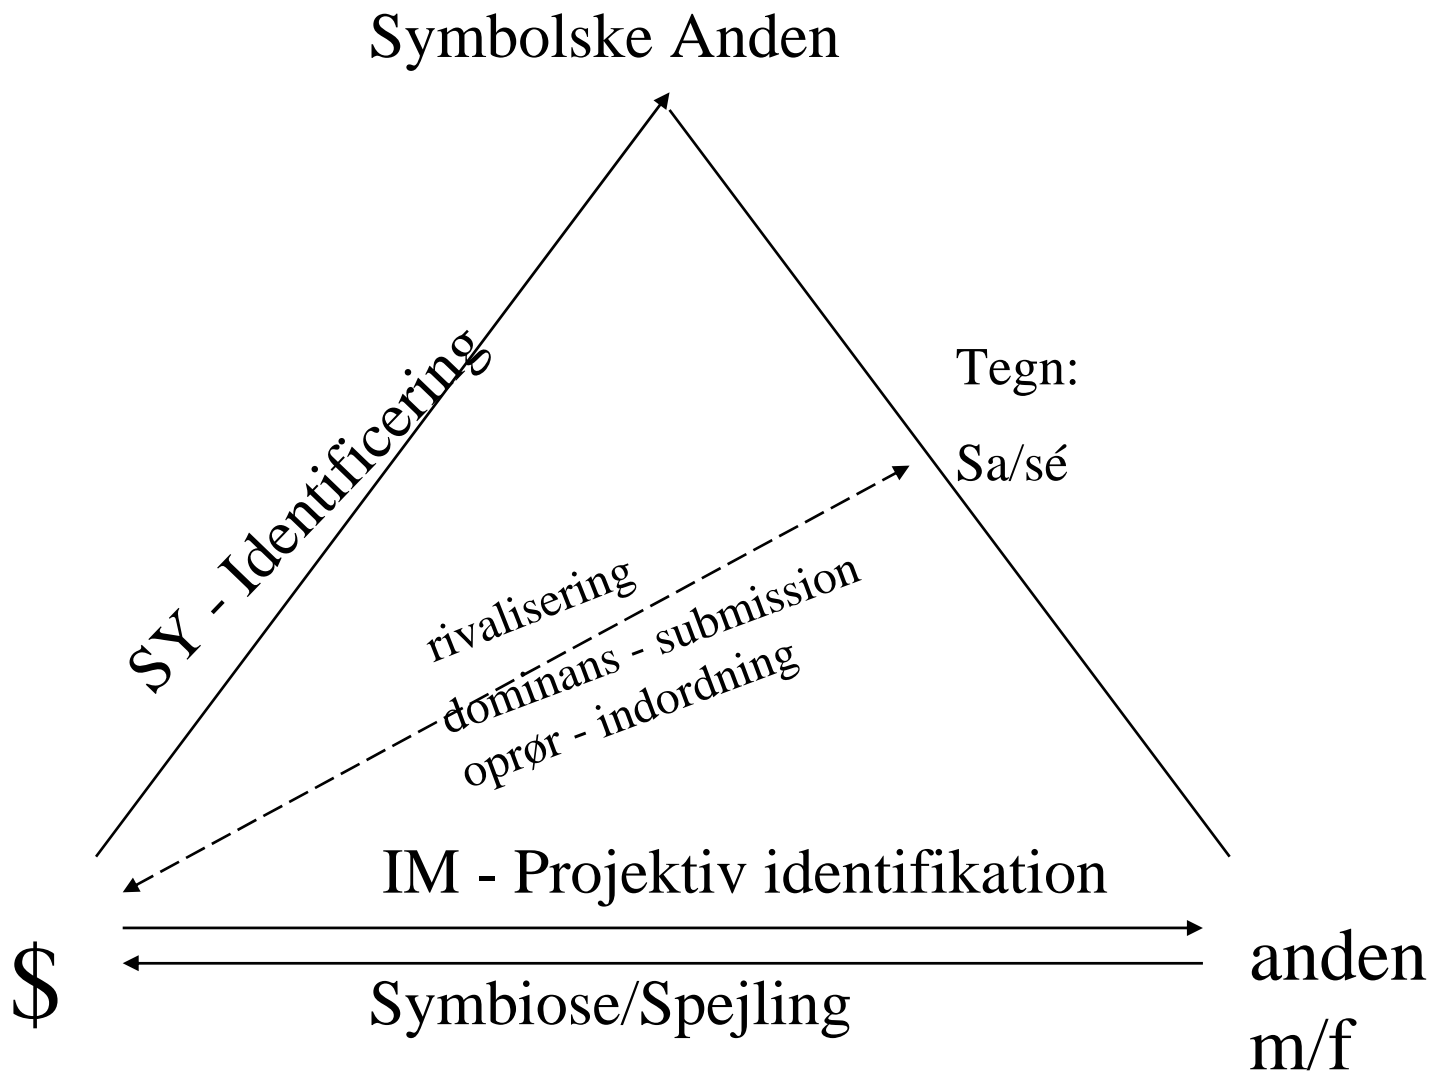 Symbolske Anden
SY - Identificering
Tegn:
Sa/sé
rivalisering
dominans - submission
oprør - indordning
IM - Projektiv identifikation
$
anden
m/f
Symbiose/Spejling